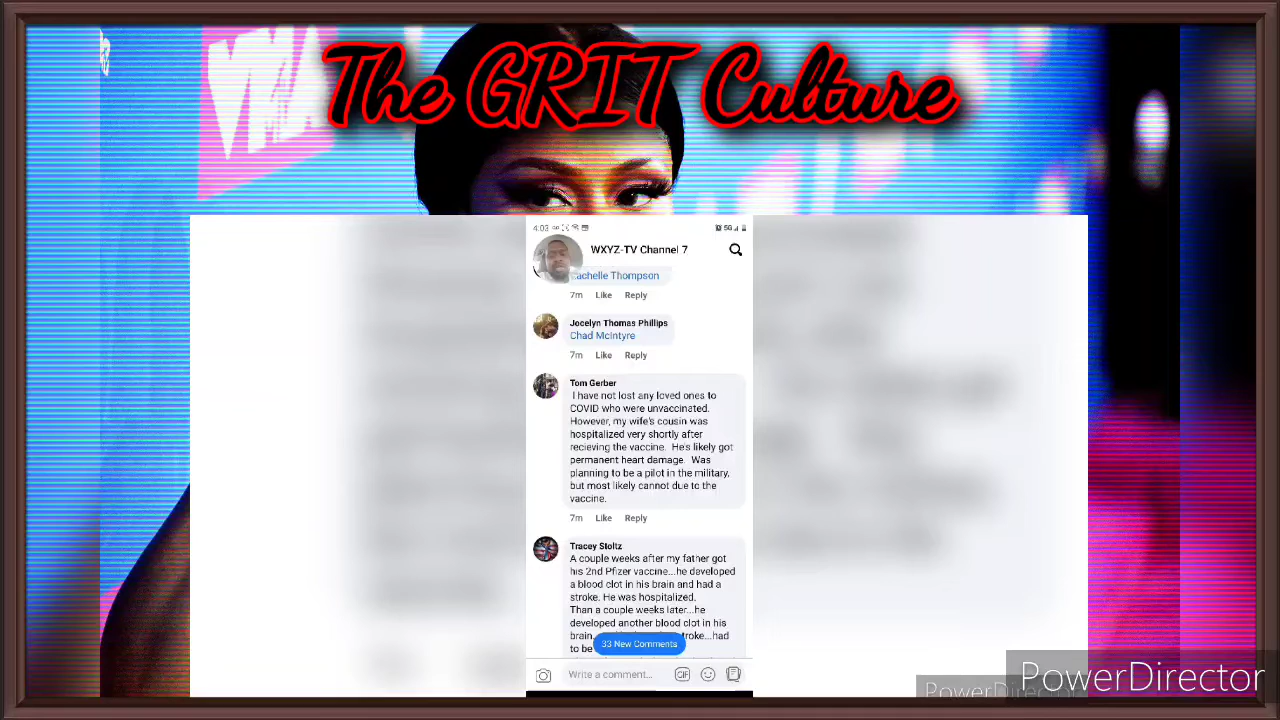 The GRIT Culture
4:03
5G
WXYZ-TV Channel 7
achelle Thompson
7m Like Reply
Jocelyn Thomas Phillips
Chad McIntyre
7m Like Reply
Tom Gerber
I have not lost any loved ones to
COVID who were unvaccinated.
However, my wife's cousin was
hospitalized very shortly after
recieving the vaccine. He's likely got
permanent heart damage. Was
planning to be a pilot in the military,
but most likely cannot due to the
vaccine.
7m Like Reply
Tracey Stoltz
A couple weeks after my father got
his 2nd Pfizer vaccine...he developed
a blood clot in his brain and had a
stroke. He was hospitalized.
Than a couple weeks later...he
developed another blood clot in his
brain, troke...had
33 New Comments
to be
Write a comment...
GIF
PowerDirector
PowerDire